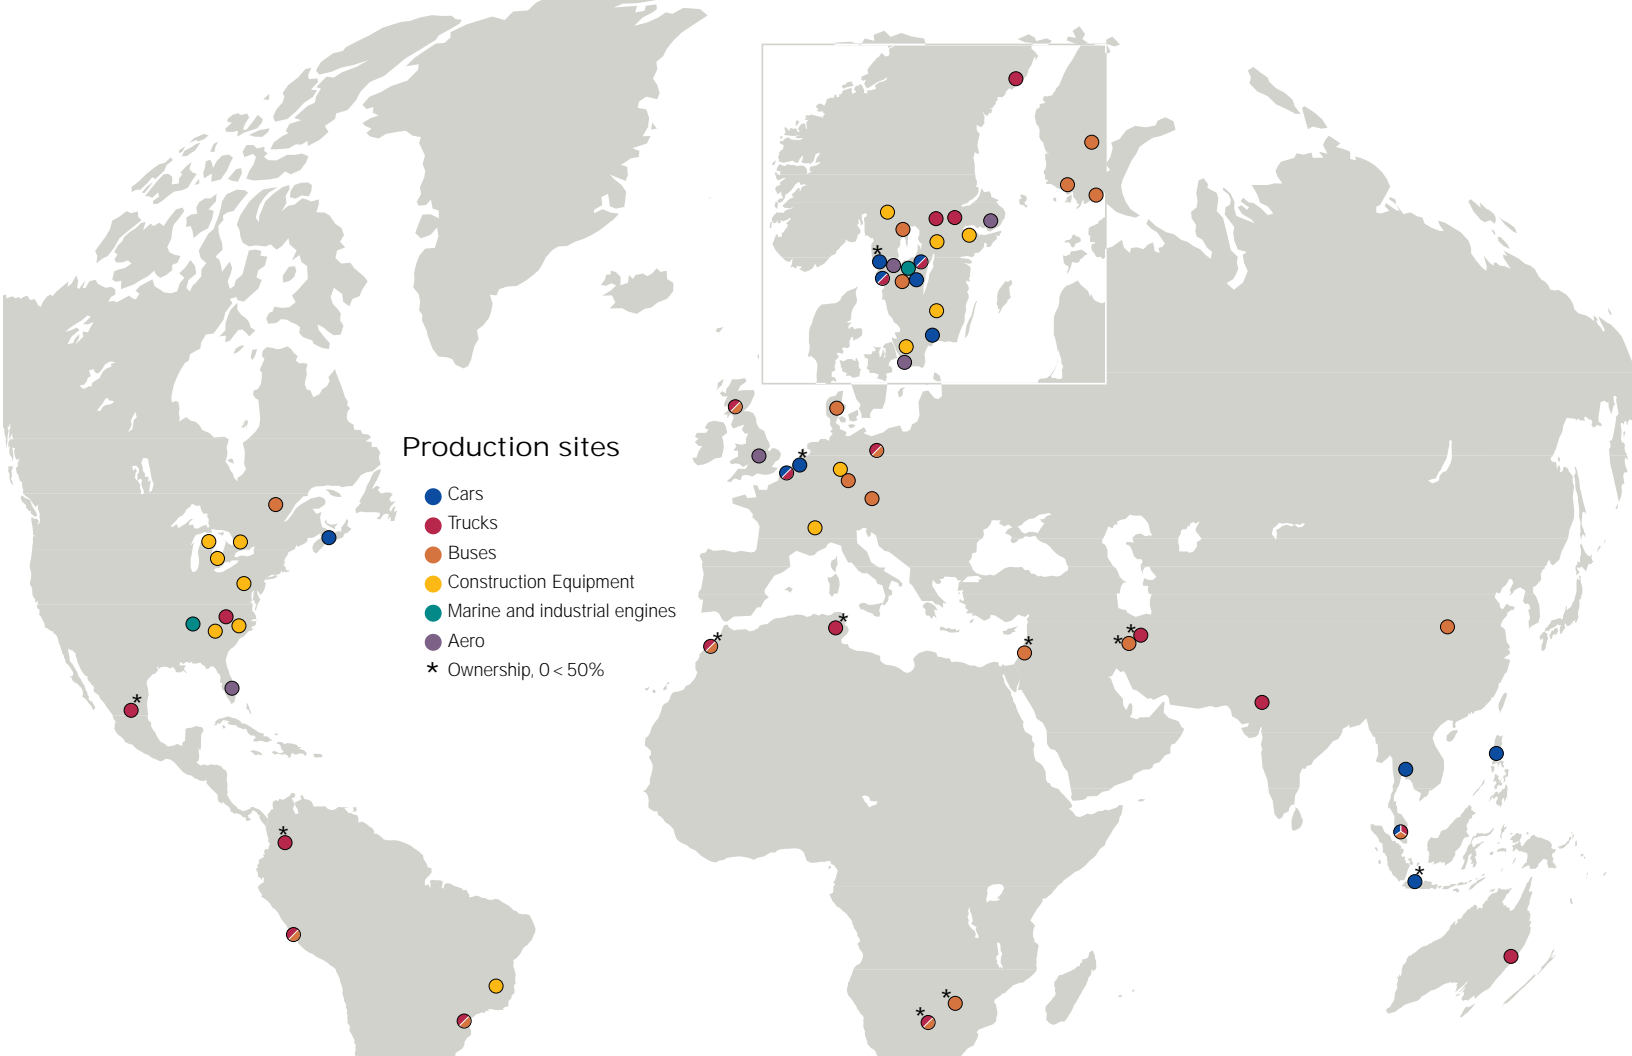 Production sites
Cars
Trucks
Buses
Construction Equipment
Marine and industrial engines
Aero
* Ownership, 0 < 50%